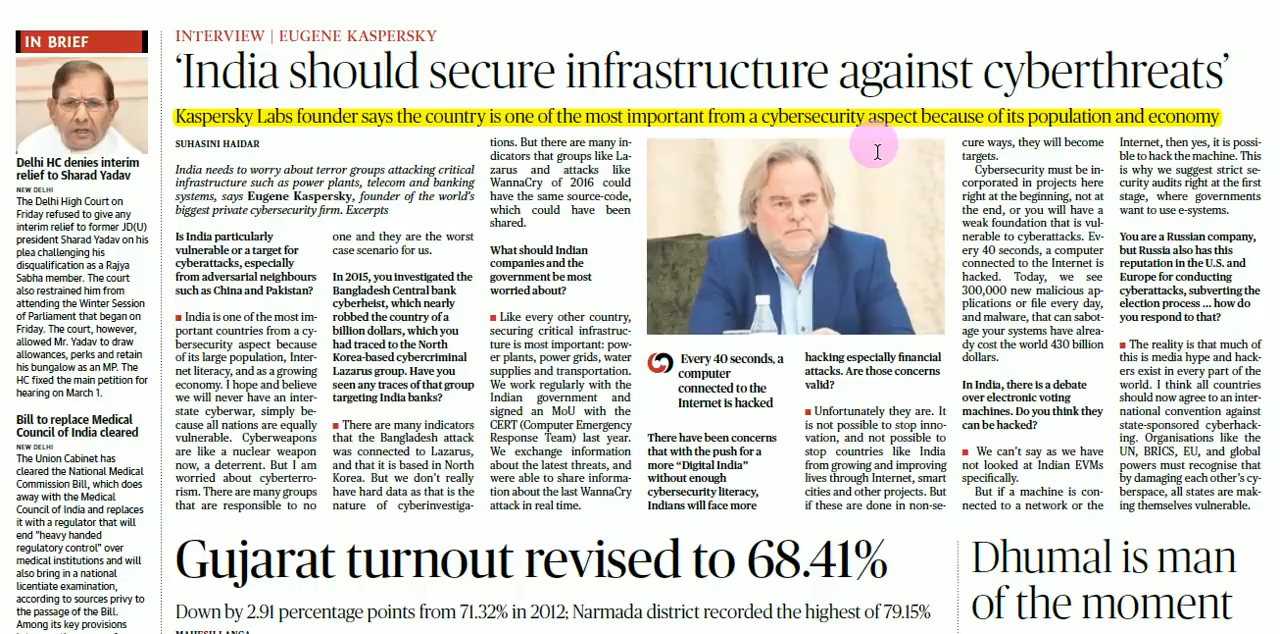 IN BRIEF
Delhi HC denies interim
relief to Sharad Yadav
NEW DELHI
The Delhi High Court on
Friday refused to give any
interim relief to former JD(U)
president Sharad Yadav on his
plea challenging his
disqualification as a Rajya
Sabha member. The court
also restrained him from
attending the Winter Session
of Parliament that began on
Friday. The court, however,
allowed Mr. Yadav to draw
allowances, perks and retain
his bungalow as an MP. The
HC fixed the main petition for
hearing on March 1.
Bill to replace Medical
Council of India cleared
NEW DELHI
The Union Cabinet has
cleared the National Medical
Commission Bill, which does
away with the Medical
Council of India and replaces
it with a regulator that will
end "heavy handed
regulatory control" over
medical institutions and will
also bring in a national
licentiate examination,
according to sources privy to
the passage of the Bill.
Among its key provisions
INTERVIEW | EUGENE KASPERSKY
‘India should secure infrastructure against cyberthreats’
Kaspersky Labs founder says the country is one of the most important from a cybersecurity aspect because of its population and economy
SUHASINI HAIDAR
India needs to worry about terror groups attacking critical
infrastructure such as power plants, telecom and banking
systems, says Eugene Kaspersky, founder of the world's
biggest private cybersecurity firm. Excerpts
Is India particularly
vulnerable or a target for
cyberattacks, especially
from adversarial neighbours
such as China and Pakistan?
■ India is one of the most im-
portant countries from a cy-
bersecurity aspect because
of its large population, Inter-
net literacy, and as a growing
economy. I hope and believe
we will never have an inter-
state cyberwar, simply be-
cause all nations are equally
vulnerable. Cyberweapons
are like a nuclear weapon
now, a deterrent. But I am
worried about cyberterro-
rism. There are many groups
that are responsible to no
one and they are the worst
case scenario for us.
In 2015, you investigated the
Bangladesh Central bank
cyberheist, which nearly
robbed the country of a
billion dollars, which you
had traced to the North
Korea-based cybercriminal
Lazarus group. Have you
seen any traces of that group
targeting India banks?
■ There are many indicators
that the Bangladesh attack
was connected to Lazarus,
and that it is based in North
Korea. But we don't really
have hard data as that is the
nature of cyberinvestiga-
tions. But there are many in-
dicators that groups like La-
zarus and attacks like
WannaCry of 2016 could
have the same source-code,
which could have been
shared.
What should Indian
companies and the
government be most
worried about?
■ Like every other country,
securing critical infrastruc-
ture is most important: pow-
er plants, power grids, water
supplies and transportation.
We work regularly with the
Indian government and
signed an MoU with the
CERT (Computer Emergency
Response Team) last year.
We exchange information
about the latest threats, and
were able to share informa-
tion about the last WannaCry
attack in real time.
Every 40 seconds, a
computer
connected to the
Internet is hacked
There have been concerns
that with the push for a
more “Digital India”
without enough
cybersecurity literacy,
Indians will face more
hacking especially financial
attacks. Are those concerns
valid?
■ Unfortunately they are. It
is not possible to stop inno-
vation, and not possible to
stop countries like India
from growing and improving
lives through Internet, smart
cities and other projects. But
if these are done in non-se-
cure ways, they will become
targets.
Cybersecurity must be in-
corporated in projects here
right at the beginning, not at
the end, or you will have a
weak foundation that is vul-
nerable to cyberattacks. Ev-
ery 40 seconds, a computer
connected to the Internet is
hacked. Today, we see
300,000 new malicious ap-
plications or file every day,
and malware, that can sabot-
age your systems have alrea-
dy cost the world 430 billion
dollars.
In India, there is a debate
over electronic voting
machines. Do you think they
can be hacked?
■ We can't say as we have
not looked at Indian EVMs
specifically.
But if a machine is con-
nected to a network or the
Internet, then yes, it is possi-
ble to hack the machine. This
is why we suggest strict se-
curity audits right at the first
stage, where governments
want to use e-systems.
You are a Russian company,
but Russia also has this
reputation in the U.S. and
Europe for conducting
cyberattacks, subverting the
election process ... how do
you respond to that?
■ The reality is that much of
this is media hype and hack-
ers exist in every part of the
world. I think all countries
should now agree to an inter-
national convention against
state-sponsored cyberhack-
ing. Organisations like the
UN, BRICS, EU, and global
powers must recognise that
by damaging each other's cy-
berspace, all states are mak-
ing themselves vulnerable.
Gujarat turnout revised to 68.41%
Down by 2.91 percentage points from 71.32% in 2012; Narmada district recorded the highest of 79.15%
Dhumal is man
of the moment